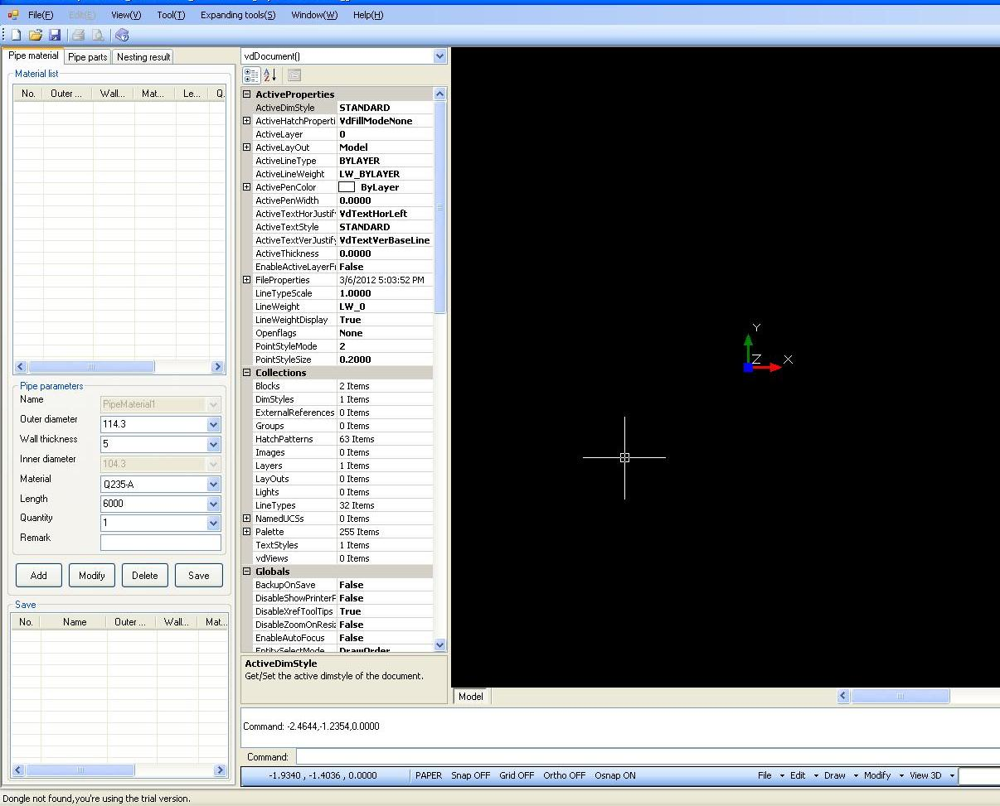 File(F) Edit(E) View(V) Tool(T) Expanding tools(S) Window(W) Help(H)
Pipe material Pipe parts Nesting result
Material list
No. Outer ... Wall... Mat... Le... Q.
Pipe parameters
Name PipeMaterial1
Outer diameter 114.3
Wall thickness 5
Inner diameter 104.3
Material Q235-A
Length 6000
Quantity 1
Remark
Add Modify Delete Save
Save
No. Name Outer ... Wall... Mat...
vdDocument()
ActiveProperties
ActiveDimStyle STANDARD
ActiveHatchProperti VdFillModeNone
ActiveLayer 0
ActiveLayOut Model
ActiveLineType BYLAYER
ActiveLineWeight LW_BYLAYER
ActivePenColor ByLayer
ActivePenWidth 0.0000
ActiveTextHorJustif VdTextHorLeft
ActiveTextStyle STANDARD
ActiveTextVerJustify VdTextVerBaseLine
ActiveThickness 0.0000
EnableActiveLayerFr False
FileProperties 3/6/2012 5:03:52 PM
LineTypeScale 1.0000
LineWeight LW_0
LineWeightDisplay True
Openflags None
PointStyleMode 2
PointStyleSize 0.2000
Collections
Blocks 2 Items
DimStyles 1 Items
ExternalReferences 0 Items
Groups 0 Items
HatchPatterns 63 Items
Images 0 Items
Layers 1 Items
LayOuts 0 Items
Lights 0 Items
LineTypes 32 Items
NamedUCSs 0 Items
Palette 255 Items
TextStyles 1 Items
vdViews 0 Items
Globals
BackupOnSave False
DisableShowPrinterP False
DisableXrefToolTips True
DisableZoomOnResiz False
EnableAutoFocus False
EntitySelectMode DrawOrder
ActiveDimStyle
Get/Set the active dimstyle of the document.
Y
Z X
Model
Command: -2.4644,-1.2354,0.0000
Command:
-1.9340 , -1.4036 , 0.0000 PAPER Snap OFF Grid OFF Ortho OFF Osnap ON File Edit Draw Modify View 3D
Dongle not found,you're using the trial version.